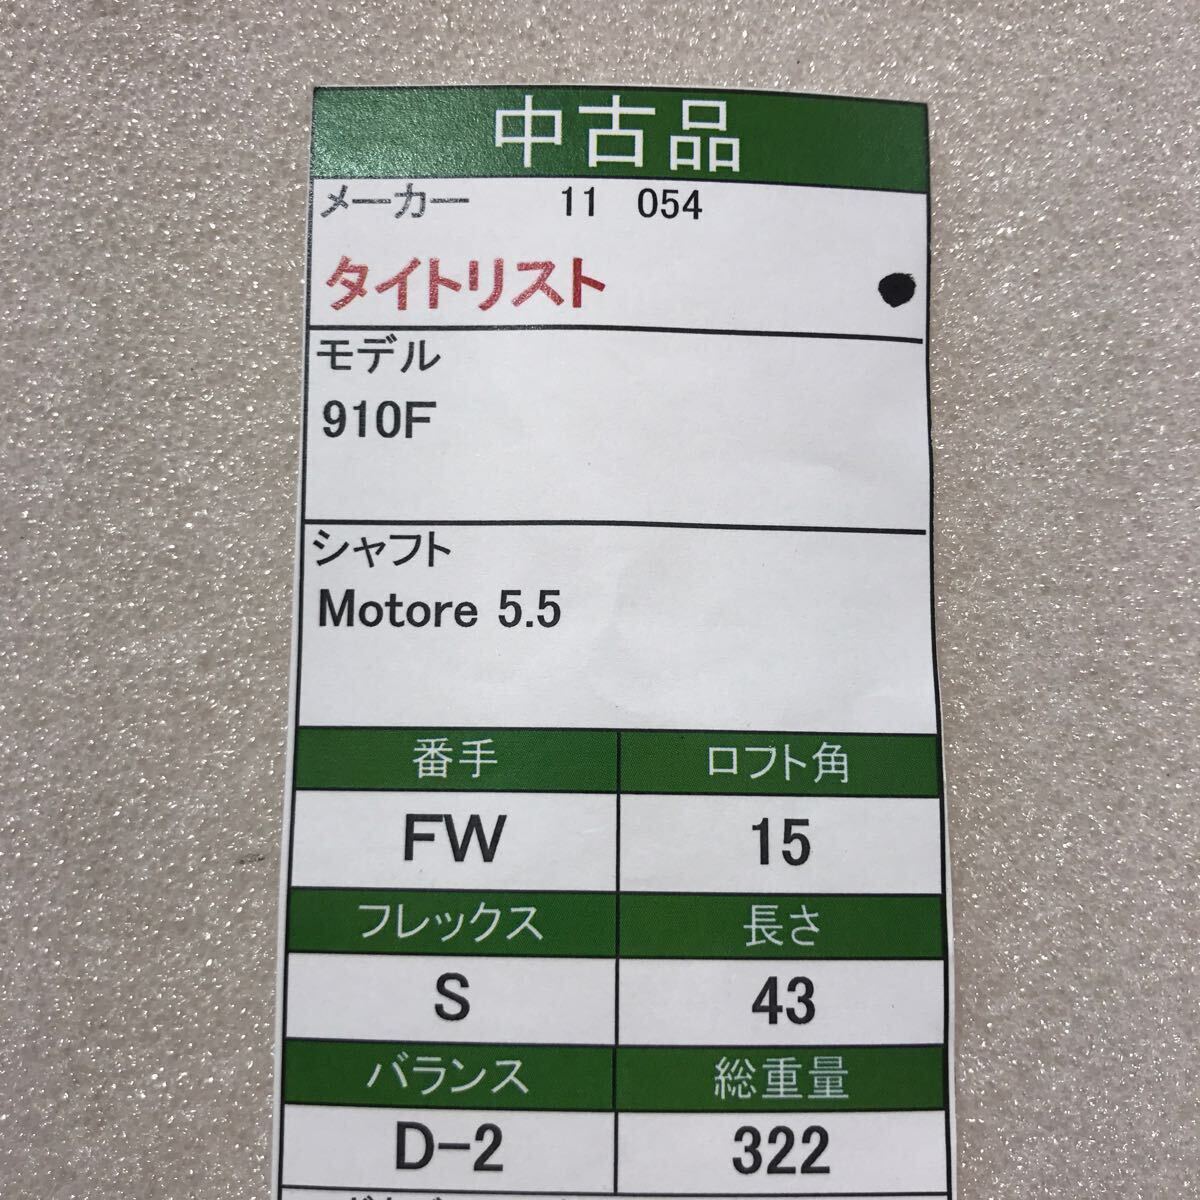 中古品
メーカー 11 054
タイトリスト
モデル
910F
シャフト
Motore 5.5
番手 ロフト角
FW 15
フレックス 長さ
S 43
バランス 総重量
D-2 322